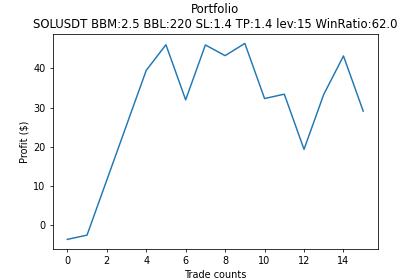 Portfolio
SOLUSDT BBM:2.5 BBL:220 SL:1.4 TP:1.4 lev:15 WinRatio:62.0
40
30
20
10
0
Profit ($)
0 2 4 6 8 10 12 14
Trade counts